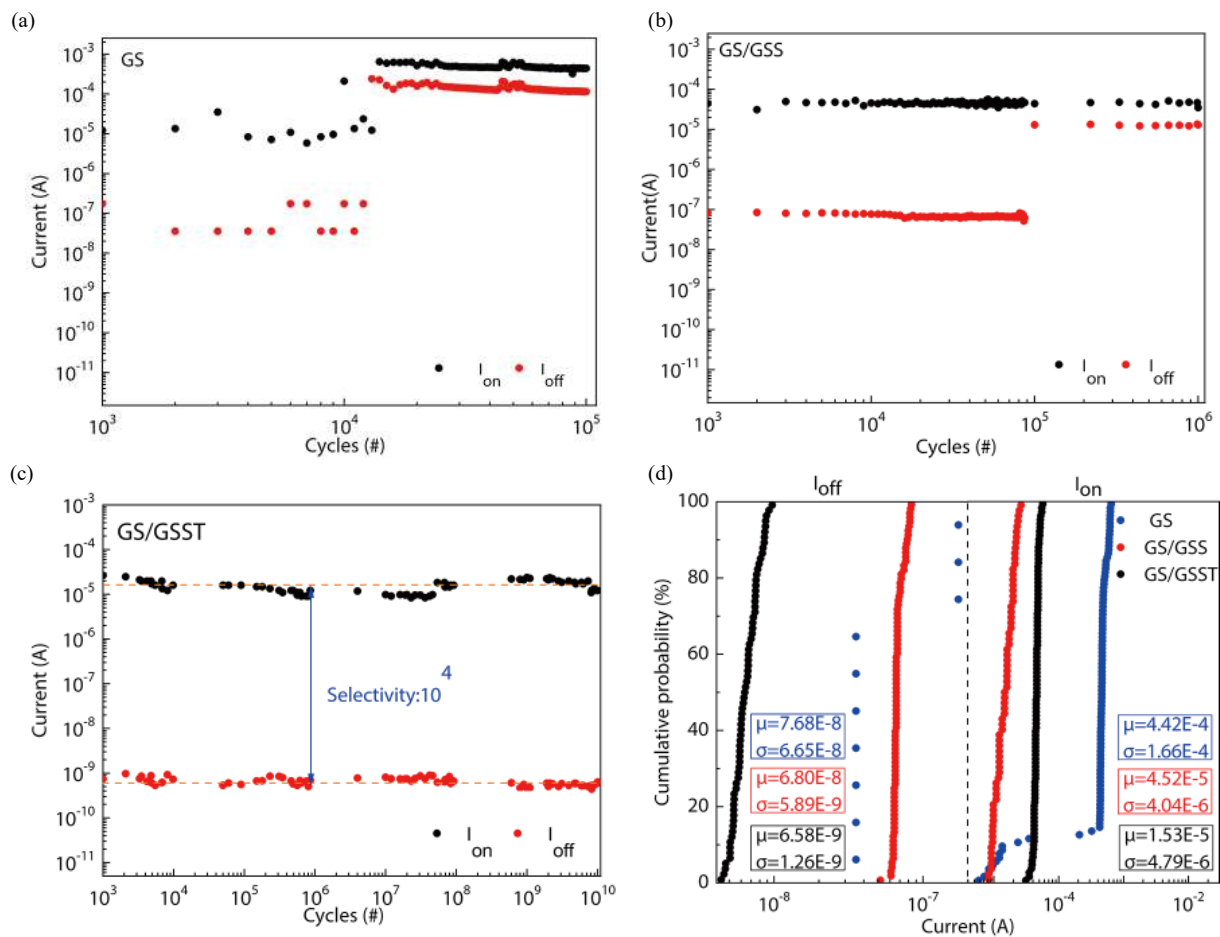 (a)
GS
10^-3
10^-4
10^-5
10^-6
10^-7
10^-8
10^-9
10^-10
10^-11
Current (A)
I_on I_off
10^3 10^4 10^5
Cycles (#)
(b)
GS/GSS
10^-3
10^-4
10^-5
10^-6
10^-7
10^-8
10^-9
10^-10
10^-11
Current(A)
I_on I_off
10^3 10^4 10^5 10^6
Cycles (#)
(c)
GS/GSST
10^-3
10^-4
10^-5
10^-6
10^-7
10^-8
10^-9
10^-10
10^-11
Current (A)
Selectivity:10^4
I_on I_off
10^3 10^4 10^5 10^6 10^7 10^8 10^9 10^10
Cycles (#)
(d)
I_off I_on
100
80
60
40
20
0
Cumulative probability (%)
GS
GS/GSS
GS/GSST
μ=7.68E-8
σ=6.65E-8
μ=6.80E-8
σ=5.89E-9
μ=6.58E-9
σ=1.26E-9
μ=4.42E-4
σ=1.66E-4
μ=4.52E-5
σ=4.04E-6
μ=1.53E-5
σ=4.79E-6
10^-8 10^-7 10^-4 10^-2
Current (A)